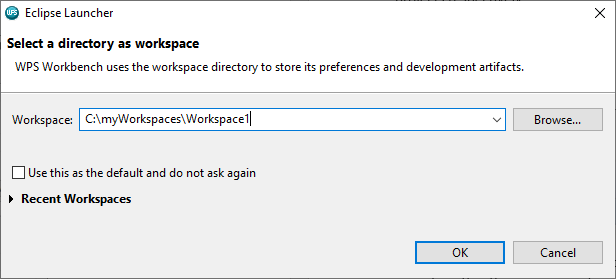 WPS Eclipse Launcher
Select a directory as workspace
WPS Workbench uses the workspace directory to store its preferences and development artifacts.
Workspace: C:\myWorkspaces\Workspace1 Browse...
Use this as the default and do not ask again
Recent Workspaces
OK Cancel